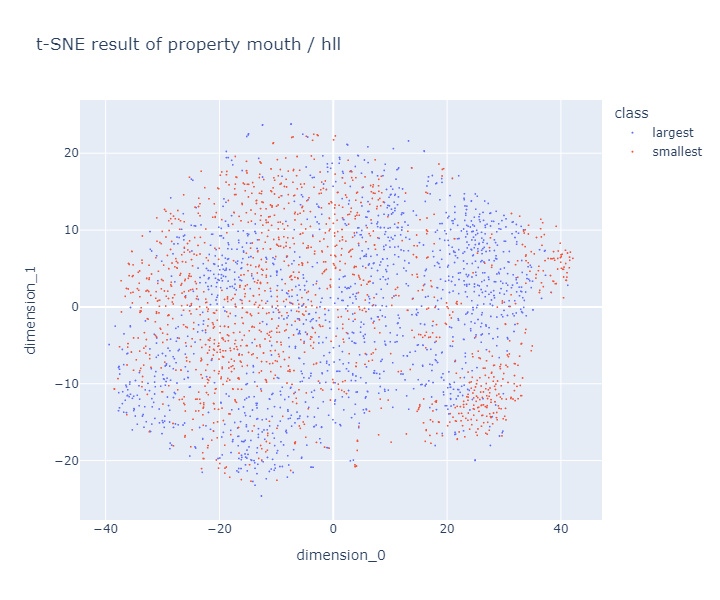 t-SNE result of property mouth / hll
class
largest
smallest
20
10
0
−10
−20
dimension_1
−40
−20
0
20
40
dimension_0